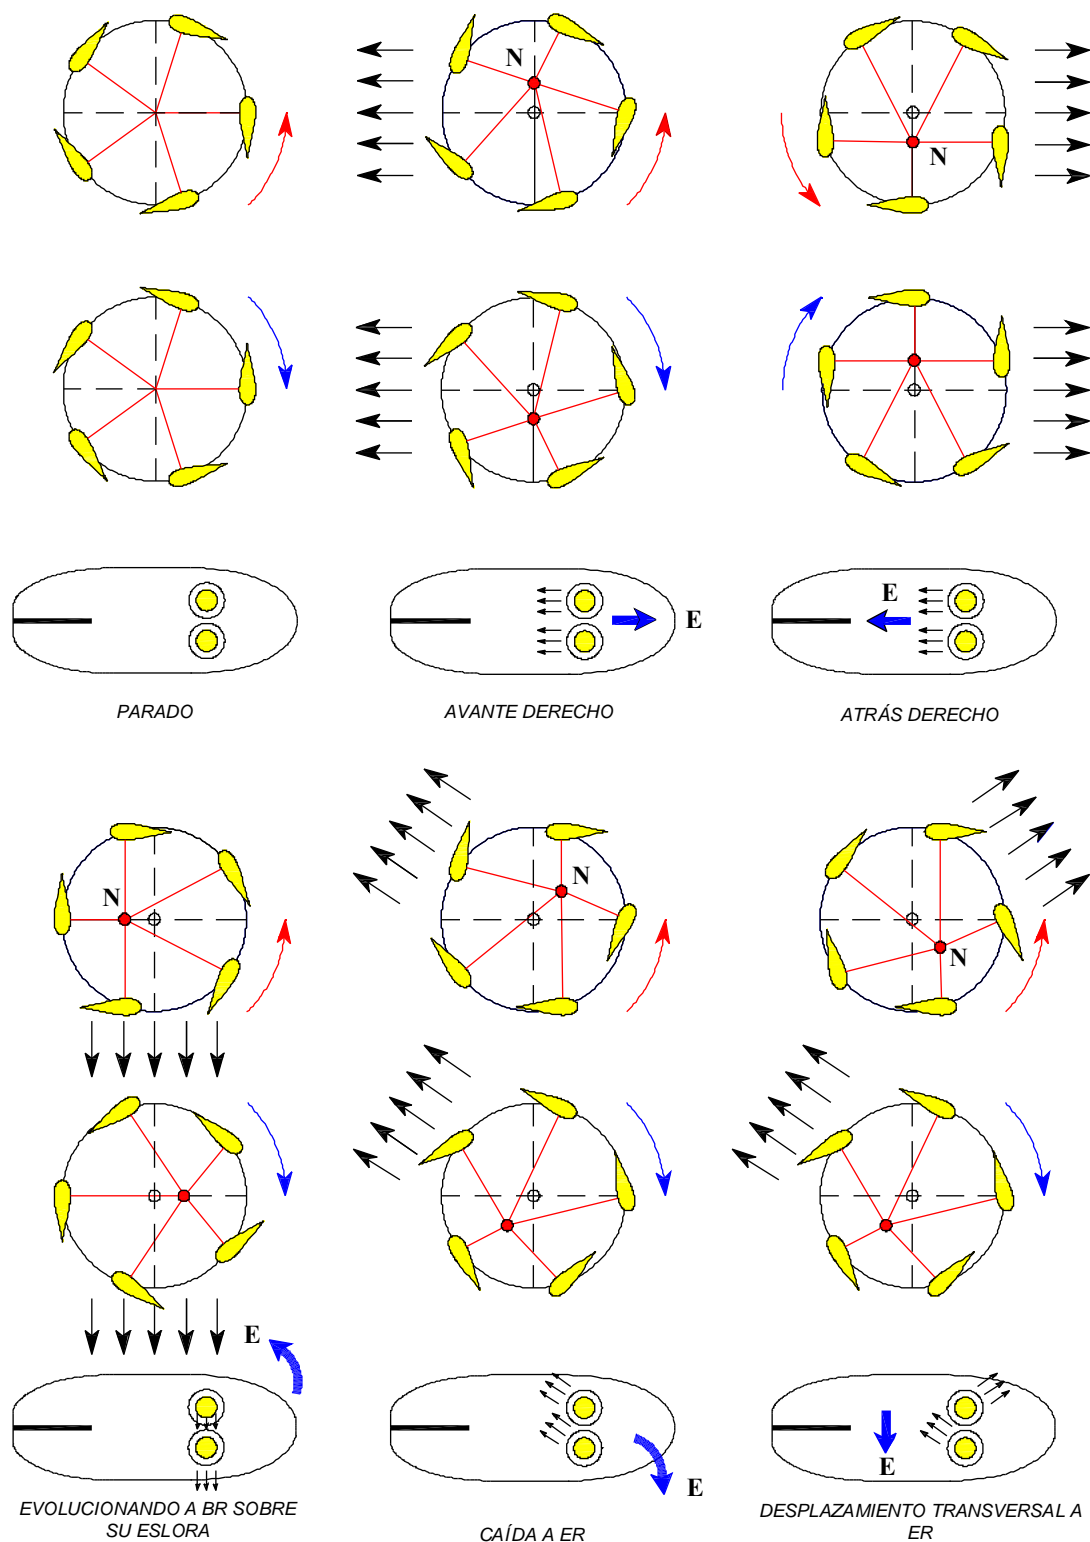 N
N
E
E
PARADO
AVANTE DERECHO
ATRÁS DERECHO
N
N
N
E
E
E
EVOLUCIONANDO A BR SOBRE
SU ESLORA
CAÍDA A ER
DESPLAZAMIENTO TRANSVERSAL A
ER